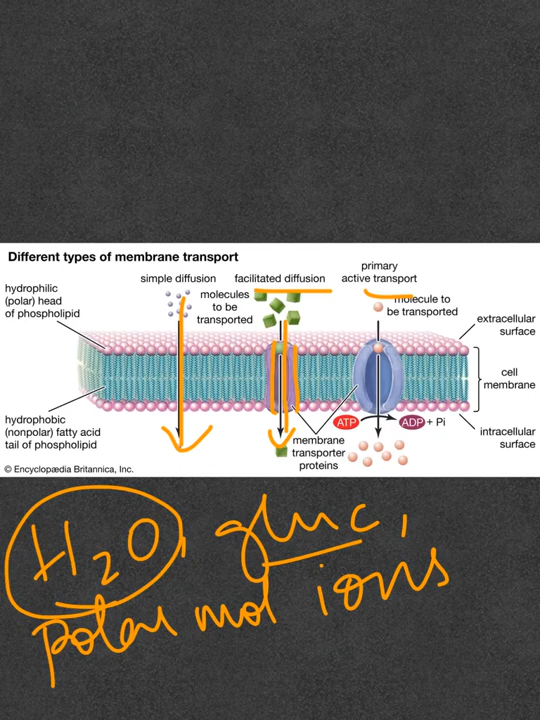 Different types of membrane transport
simple diffusion
facilitated diffusion
primary
active transport
hydrophilic
(polar) head
of phospholipid
molecules
to be
transported
molecule to
be transported
extracellular
surface
cell
membrane
hydrophobic
(nonpolar) fatty acid
tail of phospholipid
ATP
ADP + Pi
membrane
transporter
proteins
intracellular
surface
© Encyclopædia Britannica, Inc.
H2O, gluc,
polar mol ions